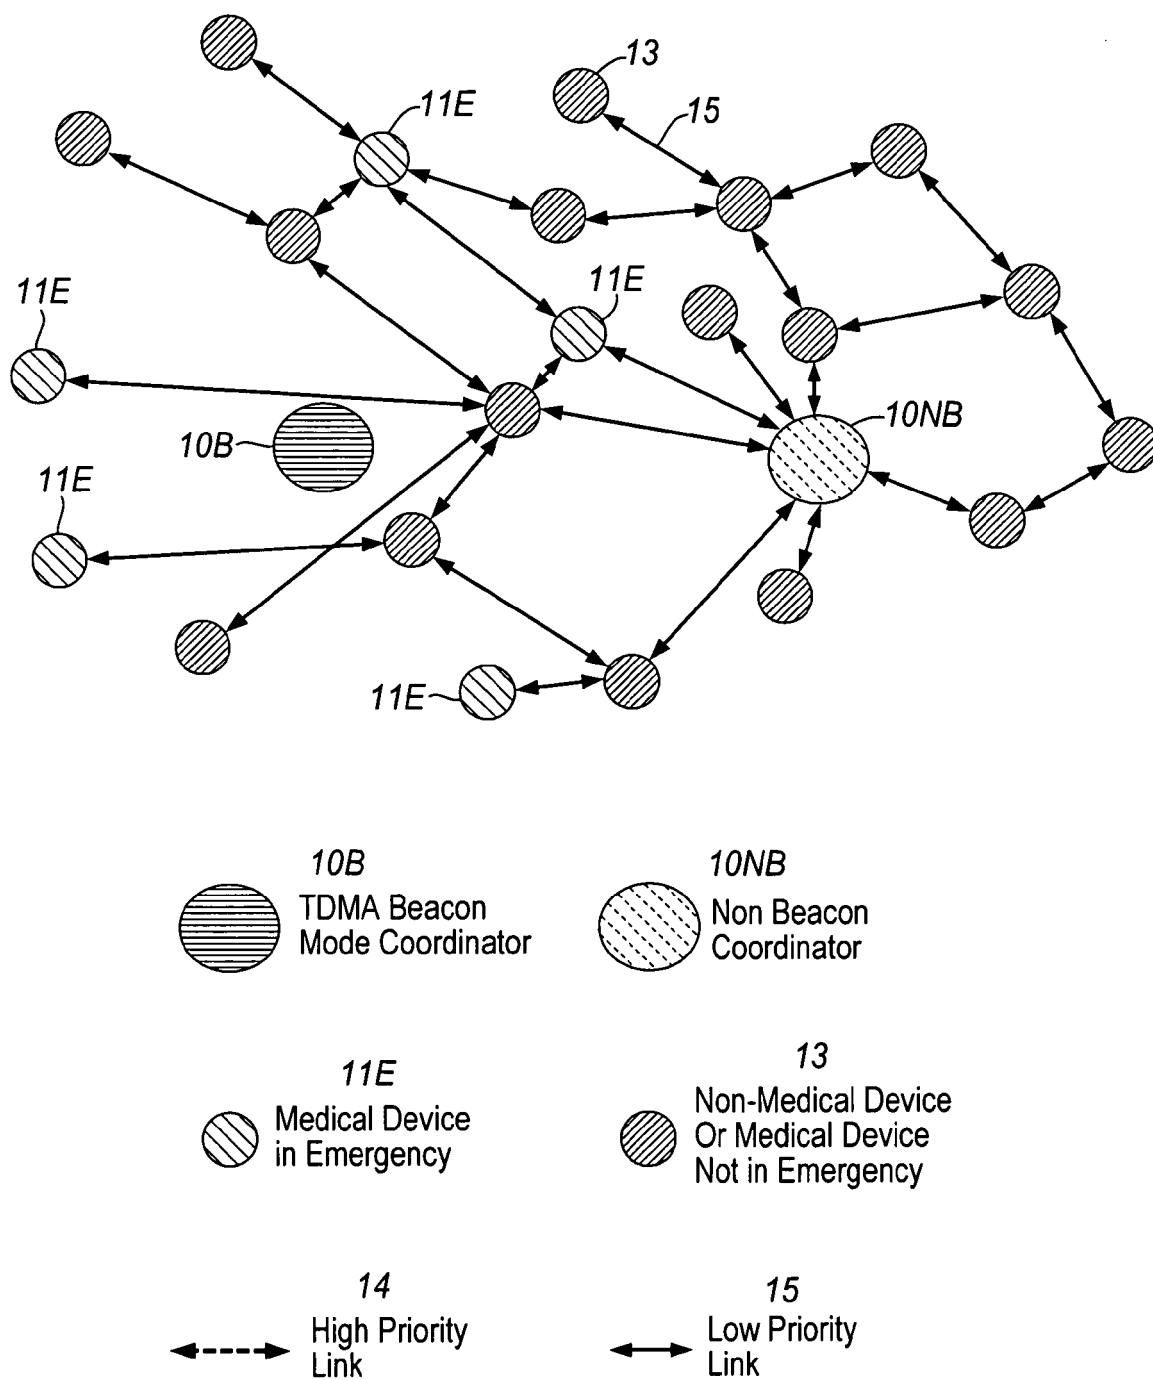 13
11E
15
11E
11E
10B
10NB
11E
11E
10B
TDMA Beacon
Mode Coordinator
10NB
Non Beacon
Coordinator
11E
Medical Device
in Emergency
13
Non-Medical Device
Or Medical Device
Not in Emergency
14
High Priority
Link
15
Low Priority
Link